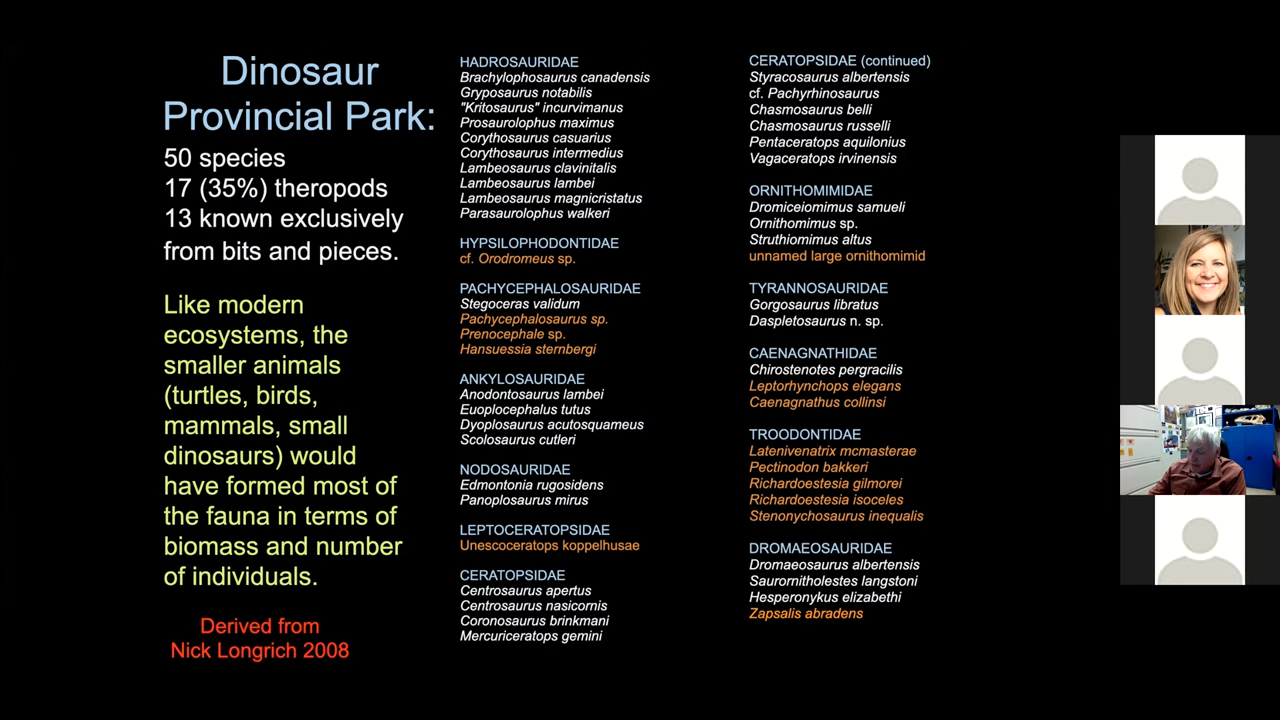 Dinosaur
Provincial Park:
50 species
17 (35%) theropods
13 known exclusively
from bits and pieces.
Like modern
ecosystems, the
smaller animals
(turtles, birds,
mammals, small
dinosaurs) would
have formed most of
the fauna in terms of
biomass and number
of individuals.
Derived from
Nick Longrich 2008
HADROSAURIDAE
Brachylophosaurus canadensis
Gryposaurus notabilis
"Kritosaurus" incurvimanus
Prosaurolophus maximus
Corythosaurus casuarius
Corythosaurus intermedius
Lambeosaurus clavinitalis
Lambeosaurus lambei
Lambeosaurus magnicristatus
Parasaurolophus walkeri
HYPSILOPHODONTIDAE
cf. Orodromeus sp.
PACHYCEPHALOSAURIDAE
Stegoceras validum
Pachycephalosaurus sp.
Prenocephale sp.
Hansuessia sternbergi
ANKYLOSAURIDAE
Anodontosaurus lambei
Euoplocephalus tutus
Dyoplosaurus acutosquameus
Scolosaurus cutleri
NODOSAURIDAE
Edmontonia rugosidens
Panoplosaurus mirus
LEPTOCERATOPSIDAE
Unescoceratops koppelhusae
CERATOPSIDAE
Centrosaurus apertus
Centrosaurus nasicornis
Coronosaurus brinkmani
Mercuriceratops gemini
CERATOPSIDAE (continued)
Styracosaurus albertensis
cf. Pachyrhinosaurus
Chasmosaurus belli
Chasmosaurus russelli
Pentaceratops aquilonius
Vagaceratops irvinensis
ORNITHOMIMIDAE
Dromiceiomimus samueli
Ornithomimus sp.
Struthiomimus altus
unnamed large ornithomimid
TYRANNOSAURIDAE
Gorgosaurus libratus
Daspletosaurus n. sp.
CAENAGNATHIDAE
Chirostenotes pergracilis
Leptorhynchops elegans
Caenagnathus collinsi
TROODONTIDAE
Latenivenatrix mcmasterae
Pectinodon bakkeri
Richardoestesia gilmorei
Richardoestesia isoceles
Stenonychosaurus inequalis
DROMAEOSAURIDAE
Dromaeosaurus albertensis
Saurornitholestes langstoni
Hesperonykus elizabethi
Zapsalis abradens